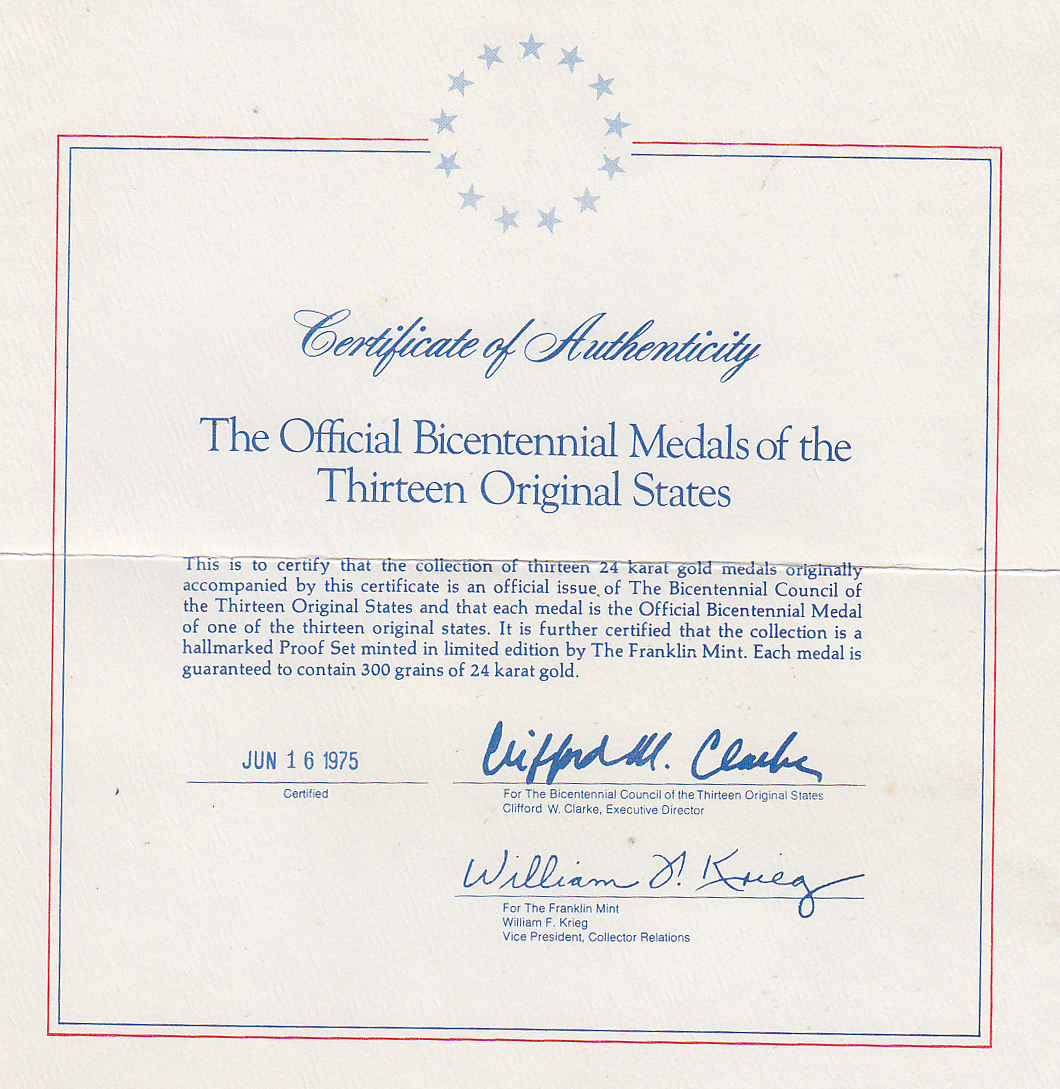 Certificate of Authenticity
The Official Bicentennial Medals of the
Thirteen Original States
This is to certify that the collection of thirteen 24 karat gold medals originally
accompanied by this certificate is an official issue of The Bicentennial Council of
the Thirteen Original States and that each medal is the Official Bicentennial Medal
of one of the thirteen original states. It is further certified that the collection is a
hallmarked Proof Set minted in limited edition by The Franklin Mint. Each medal is
guaranteed to contain 300 grains of 24 karat gold.
JUN 16 1975
Certified
Clifford W. Clarke
For The Bicentennial Council of the Thirteen Original States
Clifford W. Clarke, Executive Director
William F. Krieg
For The Franklin Mint
William F. Krieg
Vice President, Collector Relations